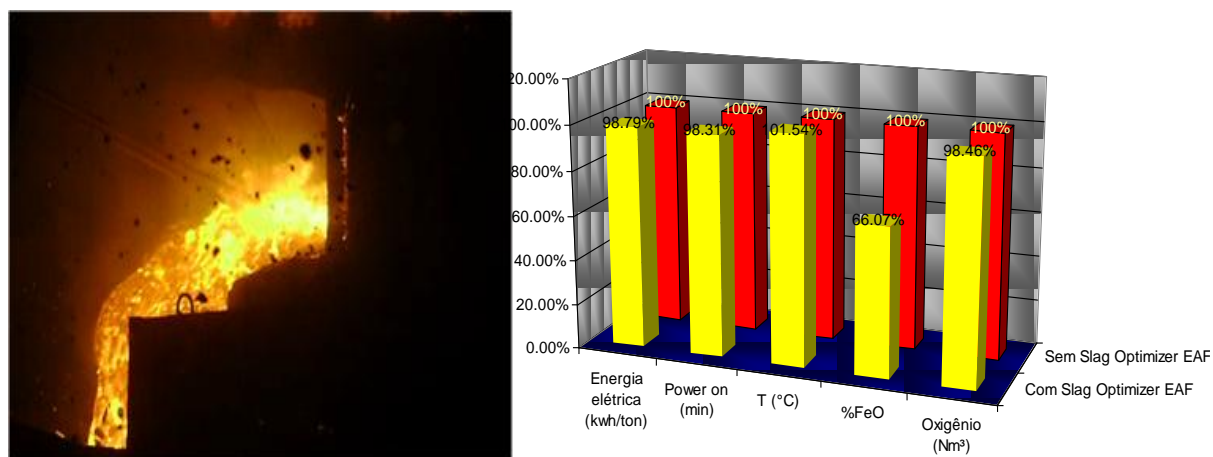 20.00%
00.00%
80.00%
60.00%
40.00%
20.00%
0.00%
100%
100%
100%
100%
100%
98.79%
98.31%
101.54%
66.07%
98.46%
Energia
elétrica
(kwh/ton)
Power on
(min)
T (°C)
%FeO
Oxigênio
(Nm³)
Sem Slag Optimizer EAF
Com Slag Optimizer EAF